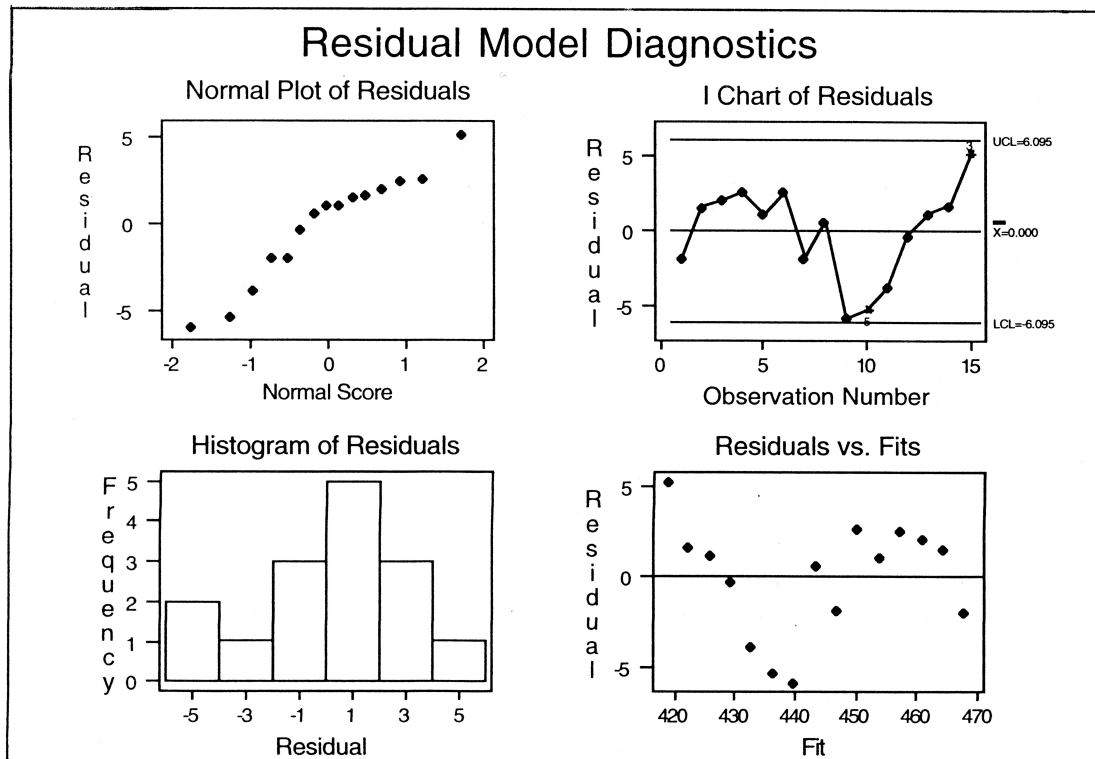 Residual Model Diagnostics
Normal Plot of Residuals
Residual
5
0
-5
-2 -1 0 1 2
Normal Score
I Chart of Residuals
Residual
5
0
-5
3
5
UCL=6.095
X=0.000
LCL=-6.095
0 5 10 15
Observation Number
Histogram of Residuals
Frequency
5
4
3
2
1
0
-5 -3 -1 1 3 5
Residual
Residuals vs. Fits
Residual
5
0
-5
420 430 440 450 460 470
Fit